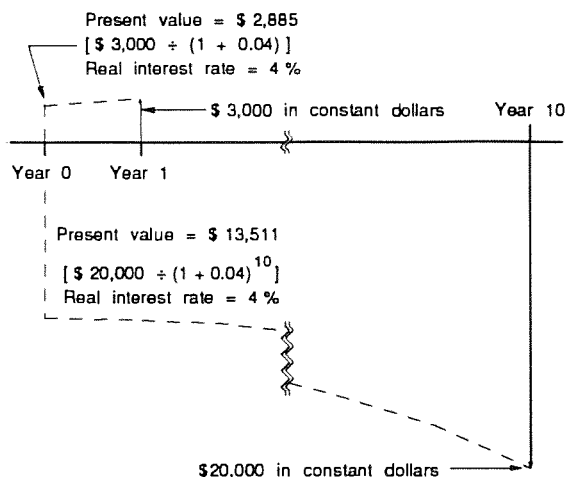 Present value = $ 2,885
[ $ 3,000 ÷ (1 + 0.04) ]
Real interest rate = 4 %
$ 3,000 in constant dollars
Year 10
Year 0
Year 1
Present value = $ 13,511
[ $ 20,000 ÷ (1 + 0.04)^10 ]
Real interest rate = 4 %
$20,000 in constant dollars